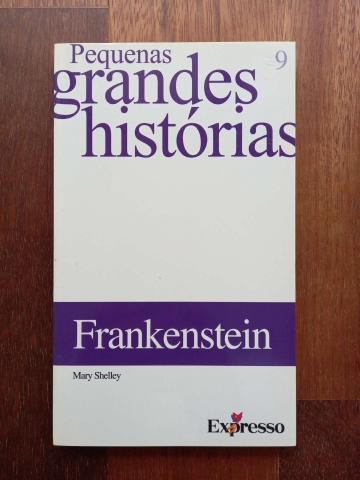 Pequenas
9
grandes
histórias
Frankenstein
Mary Shelley
Expresso